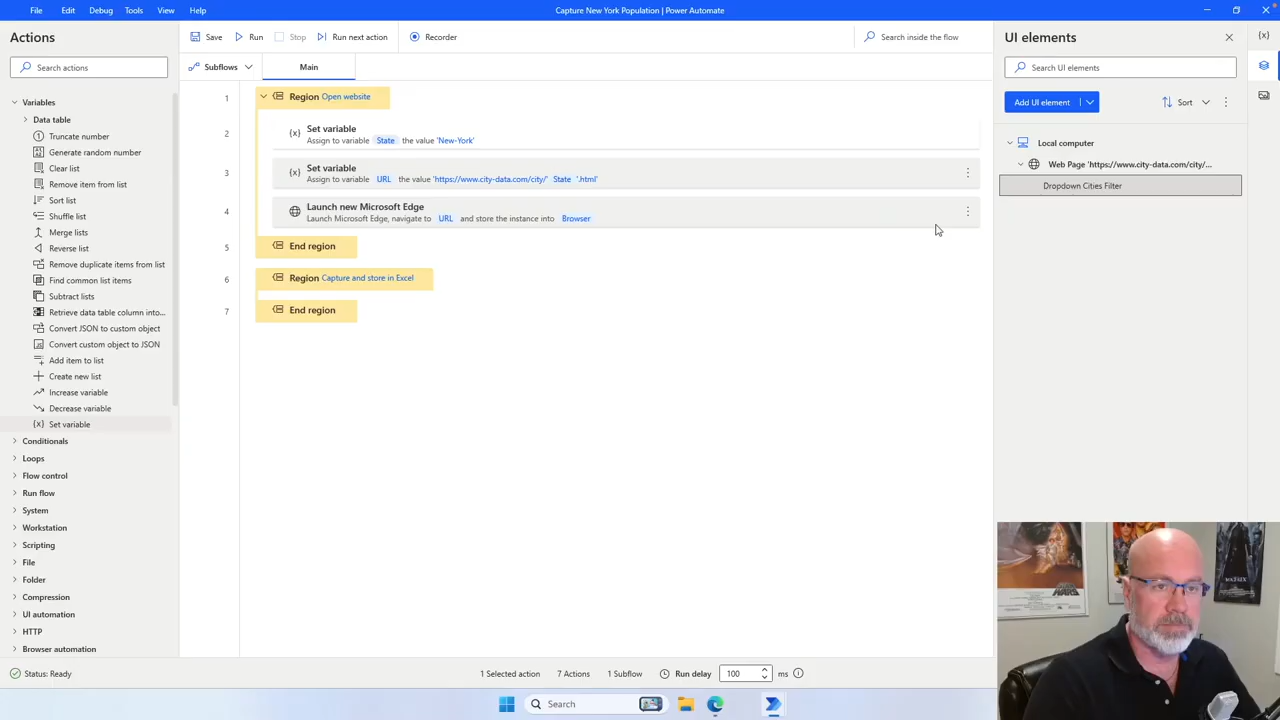 File Edit Debug Tools View Help
Capture New York Population | Power Automate
Actions
Search actions
Variables
Data table
Truncate number
Generate random number
Clear list
Remove item from list
Sort list
Shuffle list
Merge lists
Reverse list
Remove duplicate items from list
Find common list items
Subtract lists
Retrieve data table column into...
Convert JSON to custom object
Convert custom object to JSON
Add item to list
Create new list
Increase variable
Decrease variable
Set variable
Conditionals
Loops
Flow control
Run flow
System
Workstation
Scripting
File
Folder
Compression
UI automation
HTTP
Browser automation
Save Run Stop Run next action Recorder
Search inside the flow
Subflows Main
1 Region Open website
2 {x} Set variable
Assign to variable State the value 'New-York'
3 {x} Set variable
Assign to variable URL the value 'https://www.city-data.com/city/' State '.html'
4 Launch new Microsoft Edge
Launch Microsoft Edge, navigate to URL and store the instance into Browser
5 End region
6 Region Capture and store in Excel
7 End region
UI elements
{x}
Search UI elements
Add UI element Sort
Local computer
Web Page 'https://www.city-data.com/city/...
Dropdown Cities Filter
Status: Ready 1 Selected action 7 Actions 1 Subflow Run delay 100 ms
Search